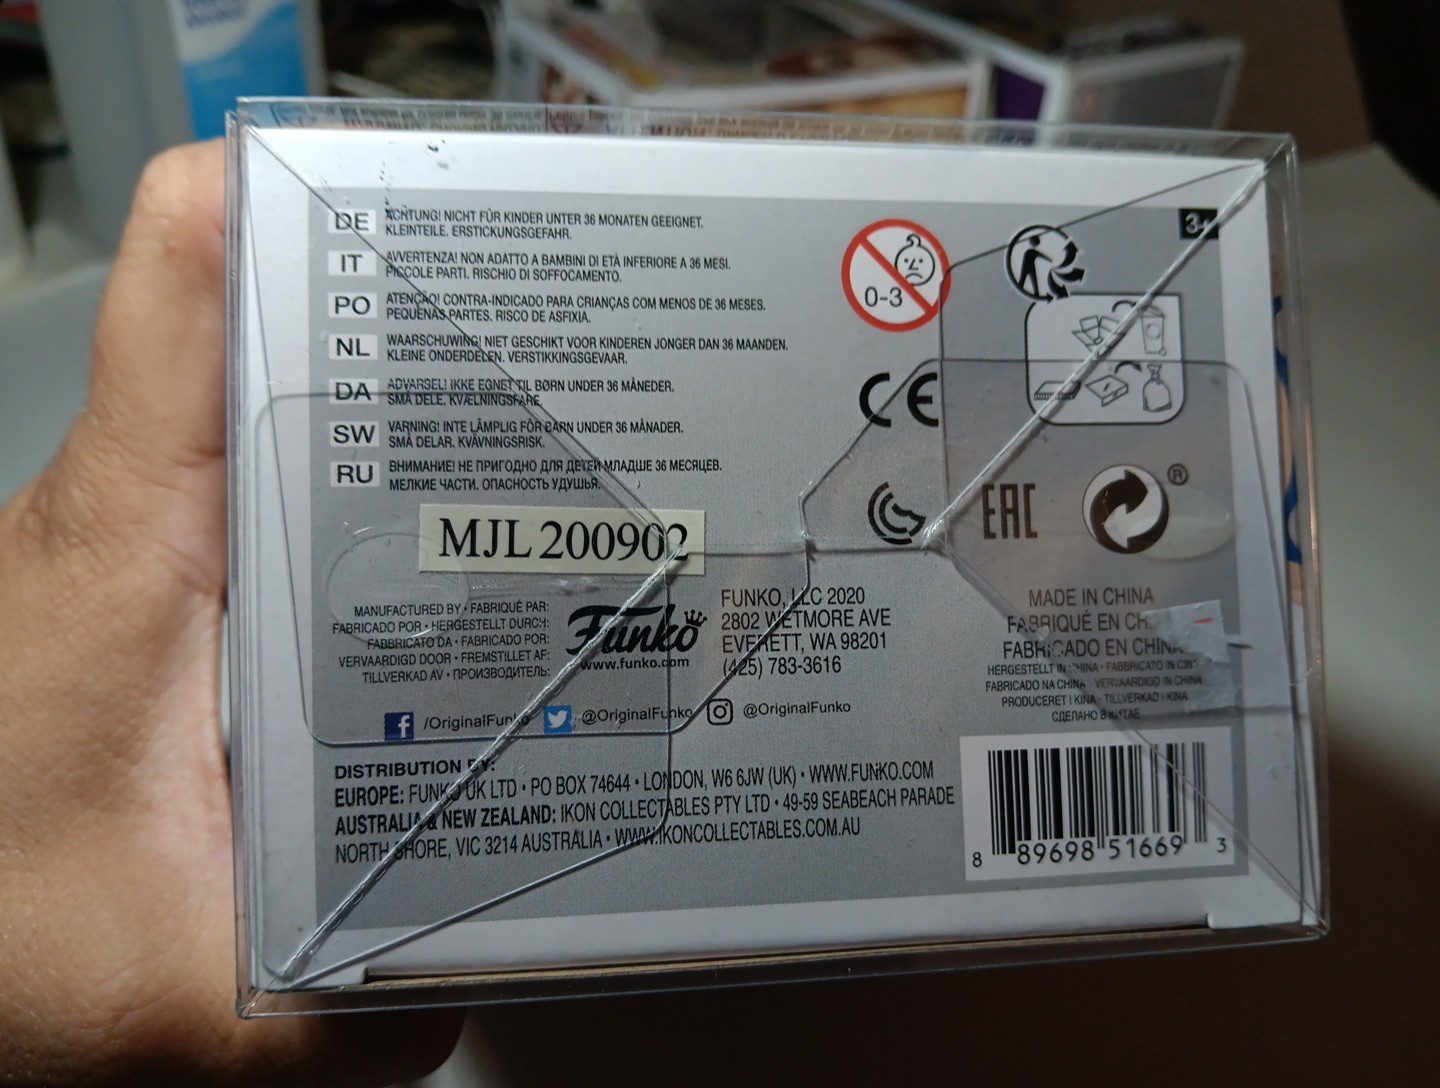 DE ACHTUNG! NICHT FÜR KINDER UNTER 36 MONATEN GEEIGNET.
KLEINTEILE. ERSTICKUNGSGEFAHR.
IT AVVERTENZA! NON ADATTO A BAMBINI DI ETÀ INFERIORE A 36 MESI.
PICCOLE PARTI. RISCHIO DI SOFFOCAMENTO.
PO ATENÇÃO! CONTRA-INDICADO PARA CRIANÇAS COM MENOS DE 36 MESES.
PEQUENAS PARTES. RISCO DE ASFIXIA.
NL WAARSCHUWING! NIET GESCHIKT VOOR KINDEREN JONGER DAN 36 MAANDEN.
KLEINE ONDERDELEN. VERSTIKKINGSGEVAAR.
DA ADVARSEL! IKKE EGNET TIL BØRN UNDER 36 MÅNEDER.
SMÅ DELE. KVÆLNINGSFARE.
SW VARNING! INTE LÄMPLIG FÖR BARN UNDER 36 MÅNADER.
SMÅ DELAR. KVÄVNINGSRISK.
RU ВНИМАНИЕ! НЕ ПРИГОДНО ДЛЯ ДЕТЕЙ МЛАДШЕ 36 МЕСЯЦЕВ.
МЕЛКИЕ ЧАСТИ. ОПАСНОСТЬ УДУШЬЯ.
0-3
3+
CE
EAC
®
MJL 200902
MANUFACTURED BY • FABRIQUÉ PAR:
FABRICADO POR • HERGESTELLT DURCH:
FABBRICATO DA • FABRICADO POR:
VERVAARDIGD DOOR • FREMSTILLET AF:
TILLVERKAD AV • ПРОИЗВОДИТЕЛЬ:
Funko
www.funko.com
FUNKO, LLC 2020
2802 WETMORE AVE
EVERETT, WA 98201
(425) 783-3616
/OriginalFunko @OriginalFunko @OriginalFunko
MADE IN CHINA
FABRIQUÉ EN
FABRICADO EN CHINA
HERGESTELLT IN CHINA • FABBRICATO IN
FABRICADO NA CHINA VERVAARDIGD IN CHINA
PRODUCERET I KINA • TILLVERKAD I KINA
СДЕЛАНО В КИТАЕ
DISTRIBUTION BY:
EUROPE: FUNKO UK LTD • PO BOX 74644 • LONDON, W6 6JW (UK) • WWW.FUNKO.COM
AUSTRALIA & NEW ZEALAND: IKON COLLECTABLES PTY LTD • 49-59 SEABEACH PARADE
NORTH SHORE, VIC 3214 AUSTRALIA • WWW.IKONCOLLECTABLES.COM.AU
8 89698 51669 3